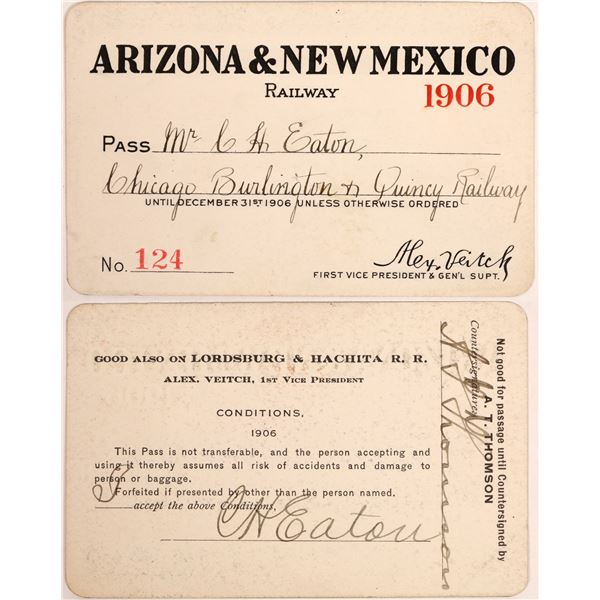 ARIZONA & NEW MEXICO
RAILWAY 1906
PASS Mr C H Eaton,
Chicago Burlington & Quincy Railway
UNTIL DECEMBER 31ST 1906 UNLESS OTHERWISE ORDERED
No. 124
Alex. Veitch
FIRST VICE PRESIDENT & GEN'L SUPT.
GOOD ALSO ON LORDSBURG & HACHITA R. R.
ALEX. VEITCH, 1ST VICE PRESIDENT
CONDITIONS,
1906
This Pass is not transferable, and the person accepting and
using it thereby assumes all risk of accidents and damage to
person or baggage.
Forfeited if presented by other than the person named.
I accept the above Conditions,
C H Eaton
Not good for passage until Countersigned by
A. T. THOMSON
Countersignature
A. T. Thomson